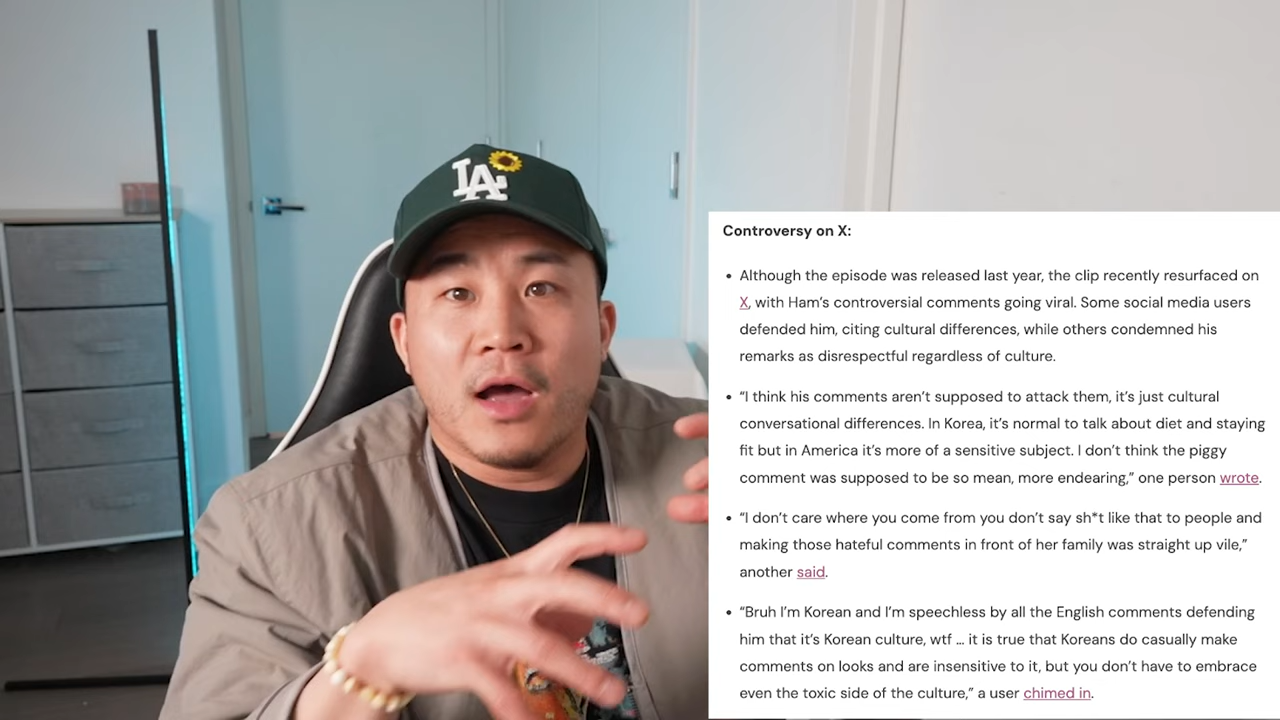 LA
Controversy on X:
• Although the episode was released last year, the clip recently resurfaced on
X, with Ham’s controversial comments going viral. Some social media users
defended him, citing cultural differences, while others condemned his
remarks as disrespectful regardless of culture.
• “I think his comments aren’t supposed to attack them, it’s just cultural
conversational differences. In Korea, it’s normal to talk about diet and staying
fit but in America it’s more of a sensitive subject. I don’t think the piggy
comment was supposed to be so mean, more endearing,” one person wrote.
• “I don’t care where you come from you don’t say sh*t like that to people and
making those hateful comments in front of her family was straight up vile,”
another said.
• “Bruh I’m Korean and I’m speechless by all the English comments defending
him that it’s Korean culture, wtf … it is true that Koreans do casually make
comments on looks and are insensitive to it, but you don’t have to embrace
even the toxic side of the culture,” a user chimed in.